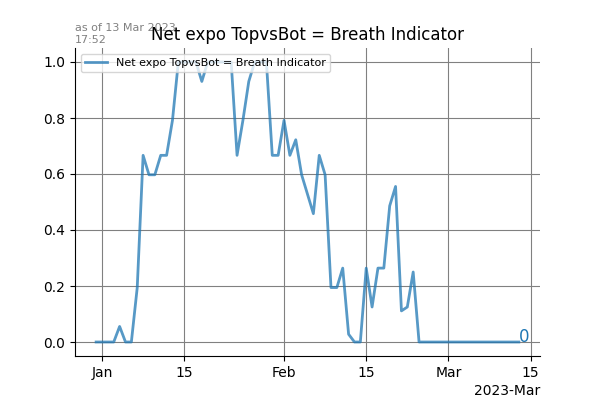 as of 13 Mar 2023
17:52
Net expo TopvsBot = Breath Indicator
Net expo TopvsBot = Breath Indicator
1.0
0.8
0.6
0.4
0.2
0.0
0
Jan 15 Feb 15 Mar 15
2023-Mar